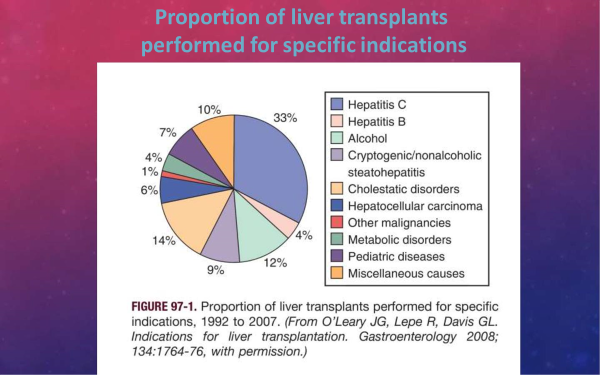 Proportion of liver transplants
performed for specific indications
10%
33%
7%
4%
1%
6%
14%
9%
12%
4%
Hepatitis C
Hepatitis B
Alcohol
Cryptogenic/nonalcoholic
steatohepatitis
Cholestatic disorders
Hepatocellular carcinoma
Other malignancies
Metabolic disorders
Pediatric diseases
Miscellaneous causes
FIGURE 97-1. Proportion of liver transplants performed for specific
indications, 1992 to 2007. (From O'Leary JG, Lepe R, Davis GL.
Indications for liver transplantation. Gastroenterology 2008;
134:1764-76, with permission.)